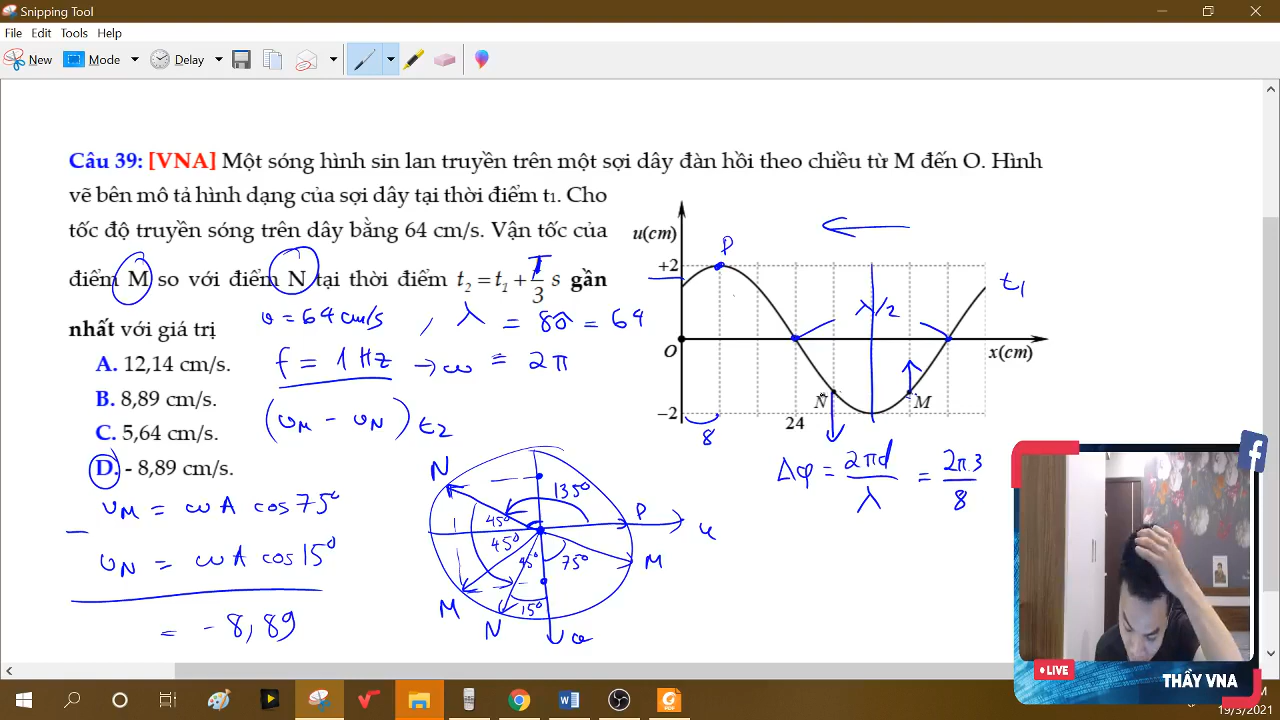 Snipping Tool
File Edit Tools Help
New Mode Delay
Câu 39: [VNA] Một sóng hình sin lan truyền trên một sợi dây đàn hồi theo chiều từ M đến O. Hình
vẽ bên mô tả hình dạng của sợi dây tại thời điểm t₁. Cho
tốc độ truyền sóng trên dây bằng 64 cm/s. Vận tốc của
điểm M so với điểm N tại thời điểm t₂ = t₁ + T/3 s gần
nhất với giá trị
A. 12,14 cm/s.
B. 8,89 cm/s.
C. 5,64 cm/s.
D. - 8,89 cm/s.
u(cm)
+2
O
−2
24
x(cm)
N
M
P
t₁
λ/2
8
v = 64 cm/s , λ = 8ô = 64
f = 1 Hz → ω = 2π
(v_M - v_N) t₂
v_M = ωA cos 75°
−
v_N = ωA cos 15°
= - 8,89
Δφ = 2πd/λ = 2π.3/8
N
135°
P
u
45°
45°
45°
75°
M
M
N
15°
v
LIVE
THẦY VNA
19/3/2021